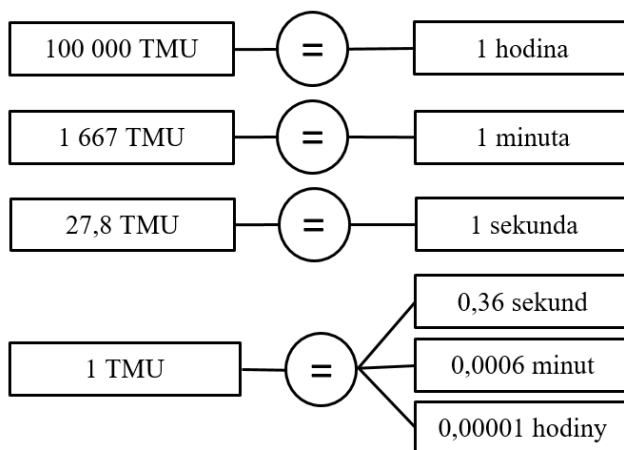 100 000 TMU = 1 hodina
1 667 TMU = 1 minuta
27,8 TMU = 1 sekunda
0,36 sekund
1 TMU = 0,0006 minut
0,00001 hodiny